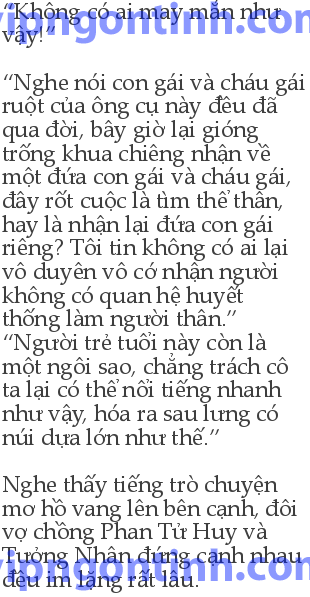 “Không có ai may mắn như
vậy!”
“Nghe nói con gái và cháu gái
ruột của ông cụ này đều đã
qua đời, bây giờ lại gióng
trống khua chiêng nhận về
một đứa con gái và cháu gái,
đây rốt cuộc là tìm thế thân,
hay là nhận lại đứa con gái
riêng? Tôi tin không có ai lại
vô duyên vô cớ nhận người
không có quan hệ huyết
thống làm người thân.”
“Người trẻ tuổi này còn là
một ngôi sao, chẳng trách cô
ta lại có thể nổi tiếng nhanh
như vậy, hóa ra sau lưng có
núi dựa lớn như thế.”
Nghe thấy tiếng trò chuyện
mơ hồ vang lên bên cạnh, đôi
vợ chồng Phan Tử Huy và
Tưởng Nhân đứng cạnh nhau
đều im lặng rất lâu.
vipngontinh.com
vipngontinh.com